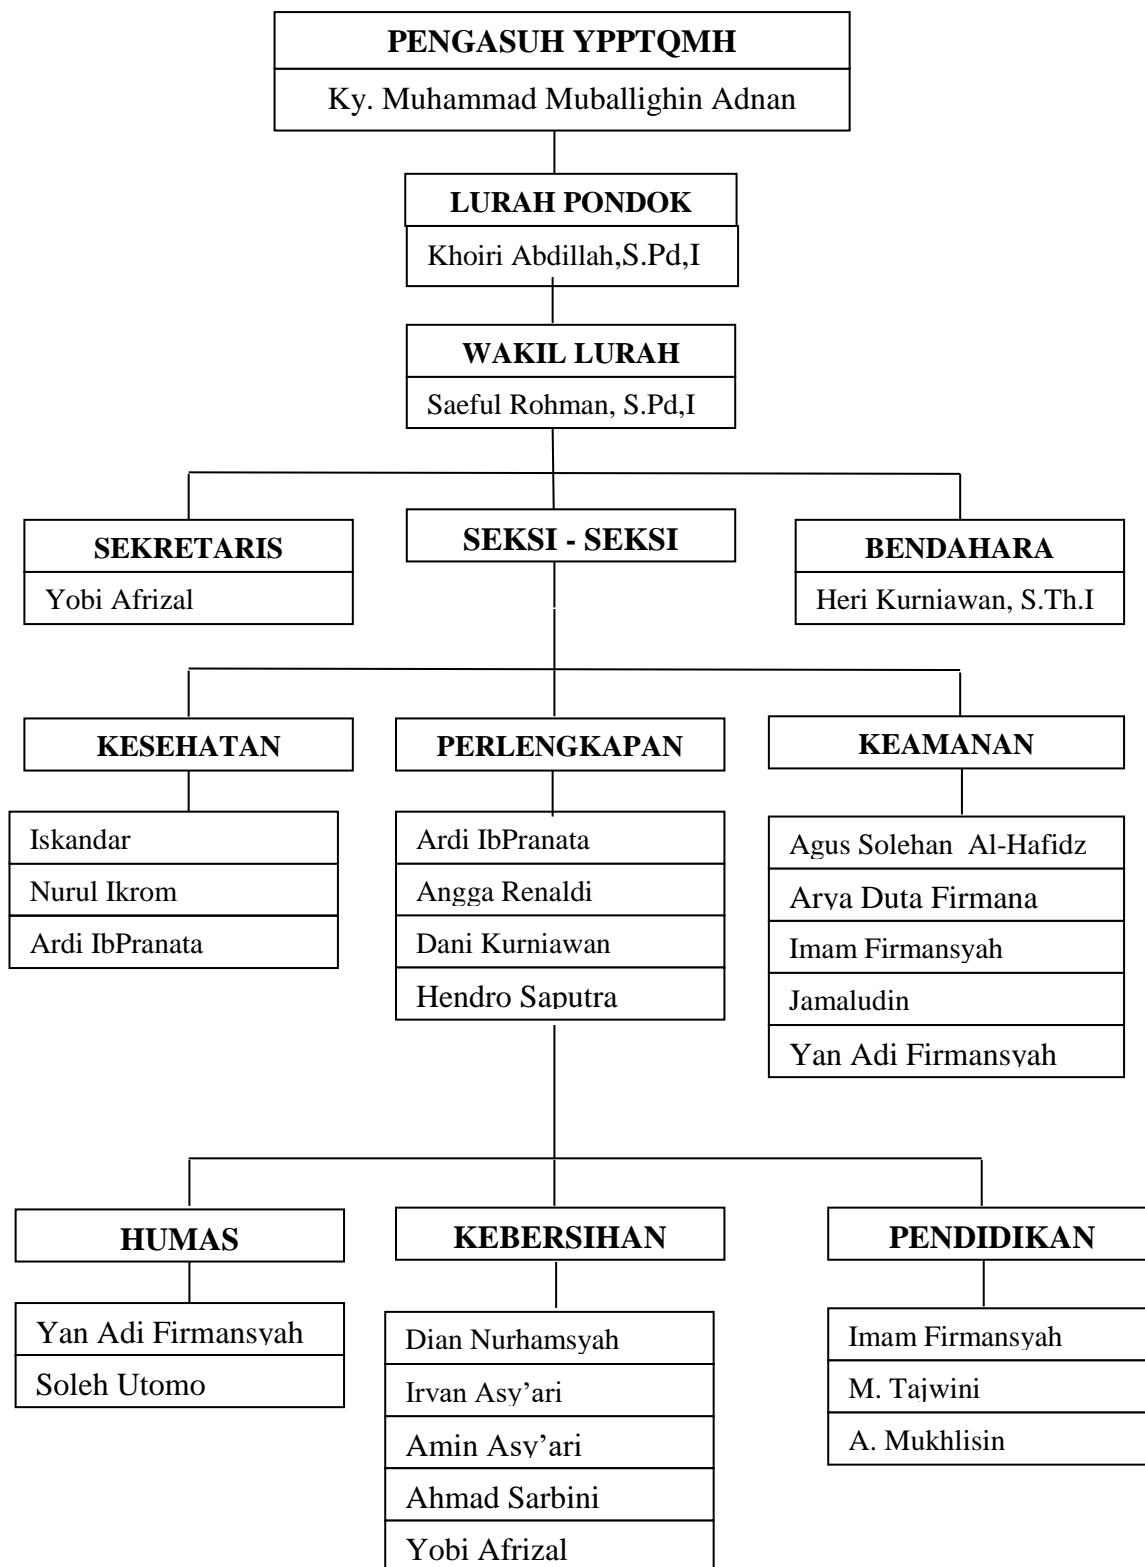 PENGASUH YPPTQMH
Ky. Muhammad Muballighin Adnan
LURAH PONDOK
Khoiri Abdillah,S.Pd,I
WAKIL LURAH
Saeful Rohman, S.Pd,I
SEKRETARIS
Yobi Afrizal
SEKSI - SEKSI
BENDAHARA
Heri Kurniawan, S.Th.I
KESEHATAN
Iskandar
Nurul Ikrom
Ardi IbPranata
PERLENGKAPAN
Ardi IbPranata
Angga Renaldi
Dani Kurniawan
Hendro Saputra
KEAMANAN
Agus Solehan Al-Hafidz
Arya Duta Firmana
Imam Firmansyah
Jamaludin
Yan Adi Firmansyah
HUMAS
Yan Adi Firmansyah
Soleh Utomo
KEBERSIHAN
Dian Nurhamsyah
Irvan Asy’ari
Amin Asy’ari
Ahmad Sarbini
Yobi Afrizal
PENDIDIKAN
Imam Firmansyah
M. Tajwini
A. Mukhlisin